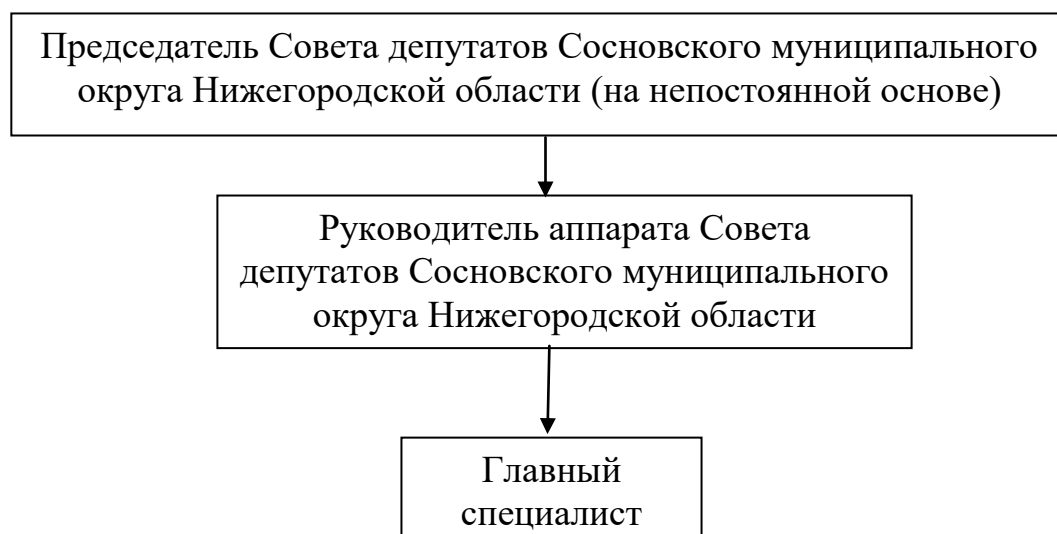 Председатель Совета депутатов Сосновского муниципального
округа Нижегородской области (на непостоянной основе)
Руководитель аппарата Совета
депутатов Сосновского муниципального
округа Нижегородской области
Главный
специалист